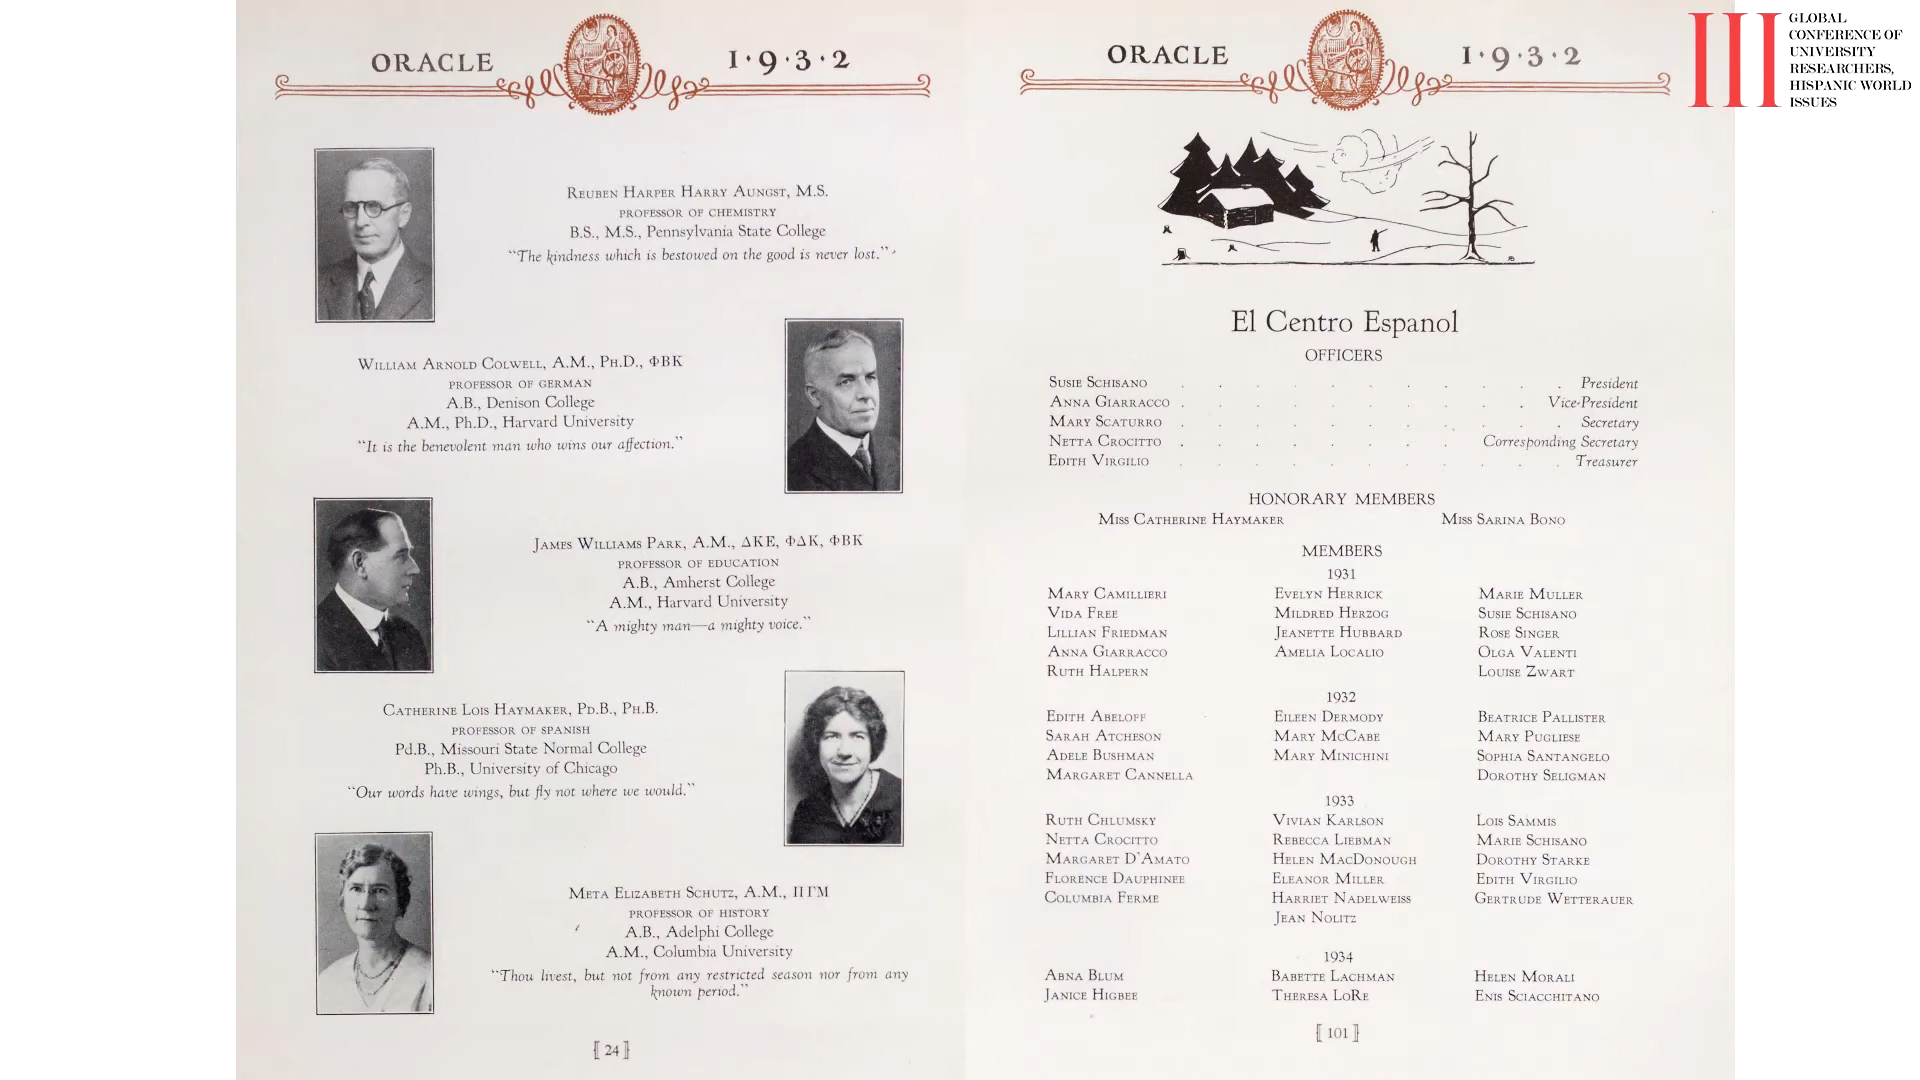 ORACLE 1·9·3·2
REUBEN HARPER HARRY AUNGST, M.S.
PROFESSOR OF CHEMISTRY
B.S., M.S., Pennsylvania State College
"The kindness which is bestowed on the good is never lost."
WILLIAM ARNOLD COLWELL, A.M., PH.D., ΦΒΚ
PROFESSOR OF GERMAN
A.B., Denison College
A.M., Ph.D., Harvard University
"It is the benevolent man who wins our affection."
JAMES WILLIAMS PARK, A.M., ΔΚΕ, ΦΔΚ, ΦΒΚ
PROFESSOR OF EDUCATION
A.B., Amherst College
A.M., Harvard University
"A mighty man—a mighty voice."
CATHERINE LOIS HAYMAKER, PD.B., PH.B.
PROFESSOR OF SPANISH
Pd.B., Missouri State Normal College
Ph.B., University of Chicago
"Our words have wings, but fly not where we would."
META ELIZABETH SCHUTZ, A.M., ΠΓΜ
PROFESSOR OF HISTORY
A.B., Adelphi College
A.M., Columbia University
"Thou livest, but not from any restricted season nor from any
known period."
[ 24 ]
ORACLE 1·9·3·2
El Centro Espanol
OFFICERS
SUSIE SCHISANO . . . . . . . . . . . President
ANNA GIARRACCO . . . . . . . . . . Vice-President
MARY SCATURRO . . . . . . . . . . . Secretary
NETTA CROCITTO . . . . . . . . Corresponding Secretary
EDITH VIRGILIO . . . . . . . . . . . Treasurer
HONORARY MEMBERS
MISS CATHERINE HAYMAKER MISS SARINA BONO
MEMBERS
1931
MARY CAMILLIERI EVELYN HERRICK MARIE MULLER
VIDA FREE MILDRED HERZOG SUSIE SCHISANO
LILLIAN FRIEDMAN JEANETTE HUBBARD ROSE SINGER
ANNA GIARRACCO AMELIA LOCALIO OLGA VALENTI
RUTH HALPERN LOUISE ZWART
1932
EDITH ABELOFF EILEEN DERMODY BEATRICE PALLISTER
SARAH ATCHESON MARY MCCABE MARY PUGLIESE
ADELE BUSHMAN MARY MINICHINI SOPHIA SANTANGELO
MARGARET CANNELLA DOROTHY SELIGMAN
1933
RUTH CHLUMSKY VIVIAN KARLSON LOIS SAMMIS
NETTA CROCITTO REBECCA LIEBMAN MARIE SCHISANO
MARGARET D'AMATO HELEN MACDONOUGH DOROTHY STARKE
FLORENCE DAUPHINEE ELEANOR MILLER EDITH VIRGILIO
COLUMBIA FERME HARRIET NADELWEISS GERTRUDE WETTERAUER
JEAN NOLITZ
1934
ABNA BLUM BABETTE LACHMAN HELEN MORALI
JANICE HIGBEE THERESA LORE ENIS SCIACCHITANO
[ 101 ]
III
GLOBAL
CONFERENCE OF
UNIVERSITY
RESEARCHERS,
HISPANIC WORLD
ISSUES